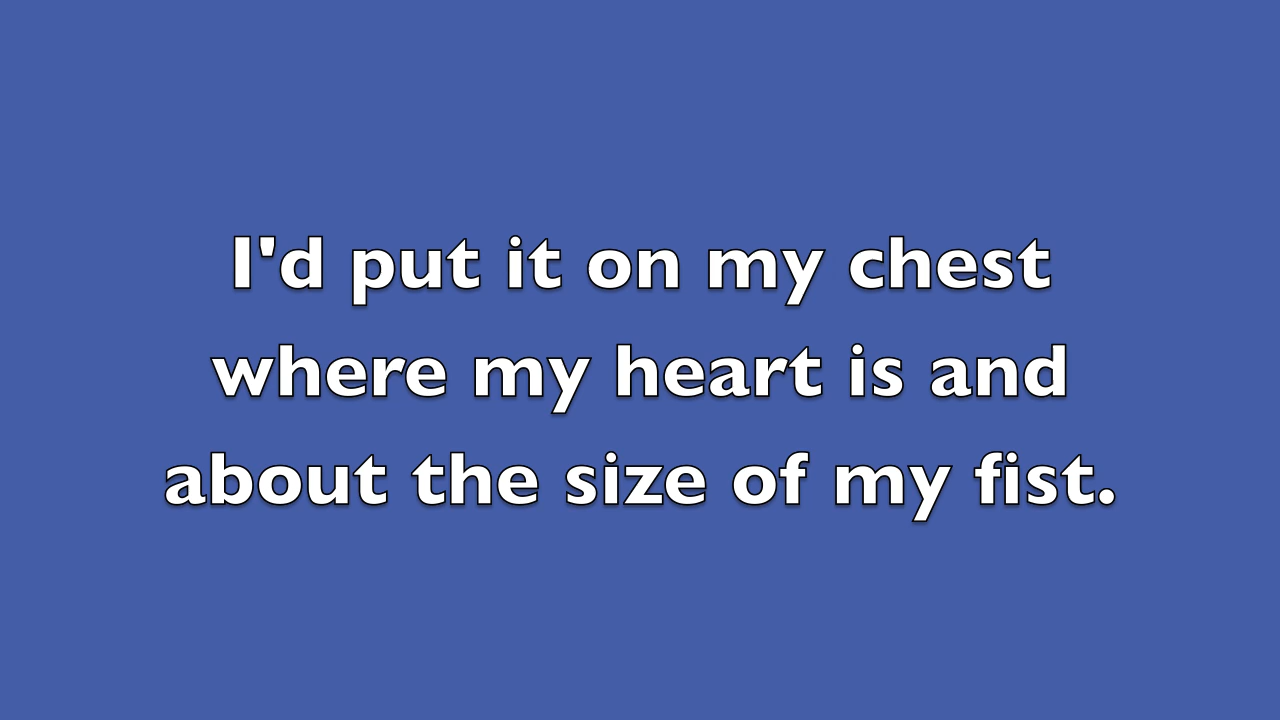 I'd put it on my chest
where my heart is and
about the size of my fist.